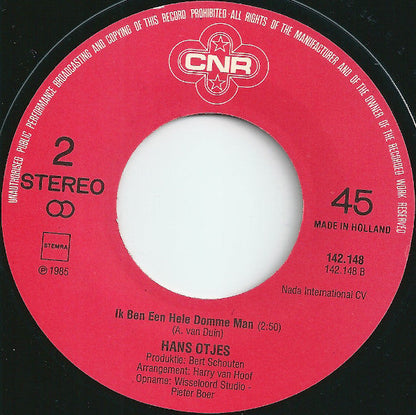 UNAUTHORISED PUBLIC PERFORMANCE BROADCASTING AND COPYING OF THIS RECORD PROHIBITED·ALL RIGHTS OF THE MANUFACTURER AND OF THE OWNER OF THE RECORDED WORK RESERVED
CNR
2
STEREO
45
MADE IN HOLLAND
STEMRA
℗ 1985
142.148
142.148 B
Nada International CV
Ik Ben Een Hele Domme Man (2:50)
(A. van Duin)
HANS OTJES
Produktie: Bert Schouten
Arrangement: Harry van Hoof
Opname: Wisseloord Studio -
Pieter Boer